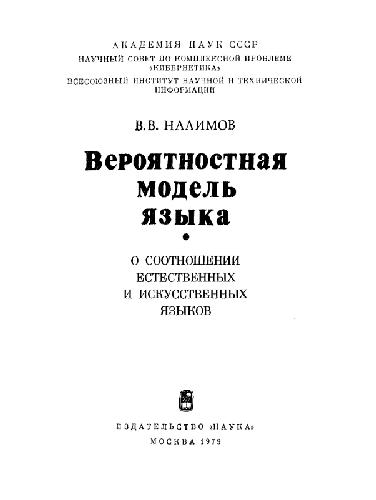 АКАДЕМИЯ НАУК СССР
НАУЧНЫЙ СОВЕТ ПО КОМПЛЕКСНОЙ ПРОБЛЕМЕ
«КИБЕРНЕТИКА»
ВСЕСОЮЗНЫЙ ИНСТИТУТ НАУЧНОЙ И ТЕХНИЧЕСКОЙ
ИНФОРМАЦИИ
В.В. НАЛИМОВ
Вероятностная
модель
языка
•
О СООТНОШЕНИИ
ЕСТЕСТВЕННЫХ
И ИСКУССТВЕННЫХ
ЯЗЫКОВ
ИЗДАТЕЛЬСТВО «НАУКА»
МОСКВА 1979